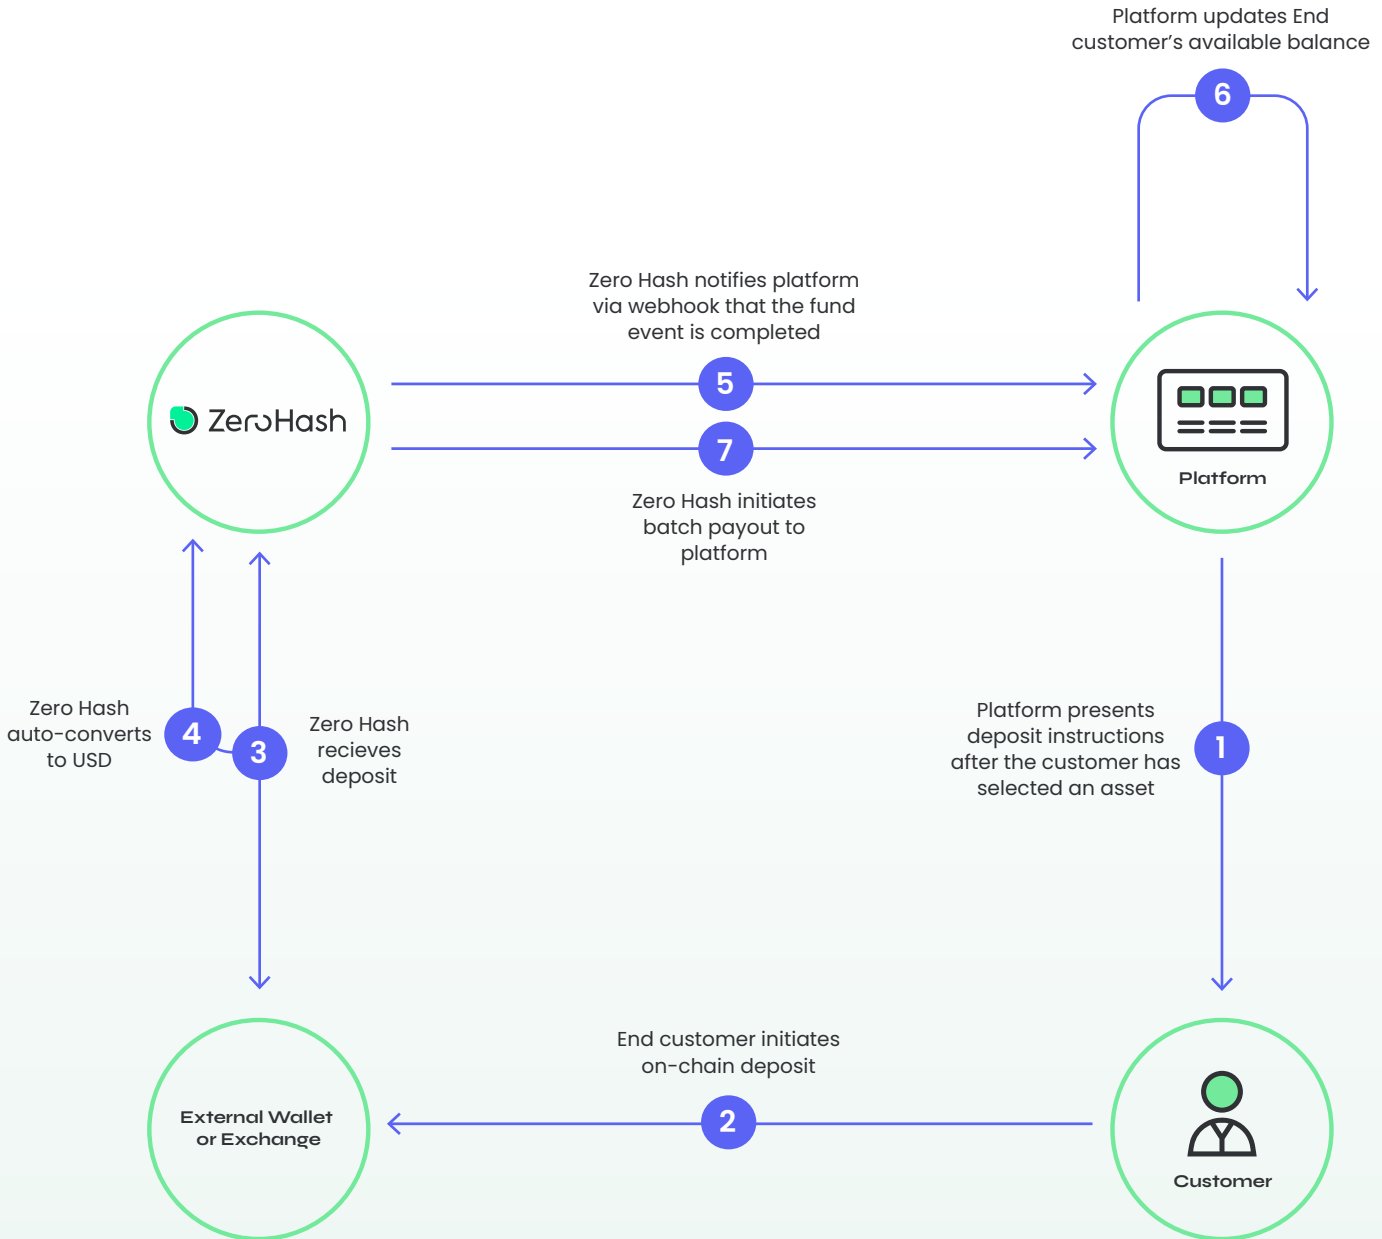 Platform updates End
customer’s available balance
6
Zero Hash notifies platform
via webhook that the fund
event is completed
5
ZeroHash
7
Platform
Zero Hash initiates
batch payout to
platform
Zero Hash
auto-converts
to USD
4
3
Zero Hash
recieves
deposit
Platform presents
deposit instructions
after the customer has
selected an asset
1
End customer initiates
on-chain deposit
2
External Wallet
or Exchange
Customer